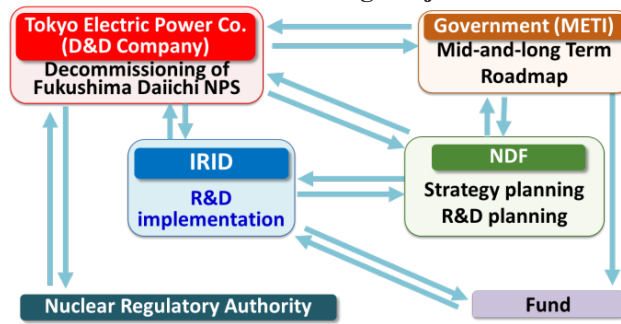 Tokyo Electric Power Co.
(D&D Company)
Decommissioning of
Fukushima Daiichi NPS
Government (METI)
Mid-and-long Term
Roadmap
IRID
R&D
implementation
NDF
Strategy planning
R&D planning
Nuclear Regulatory Authority
Fund